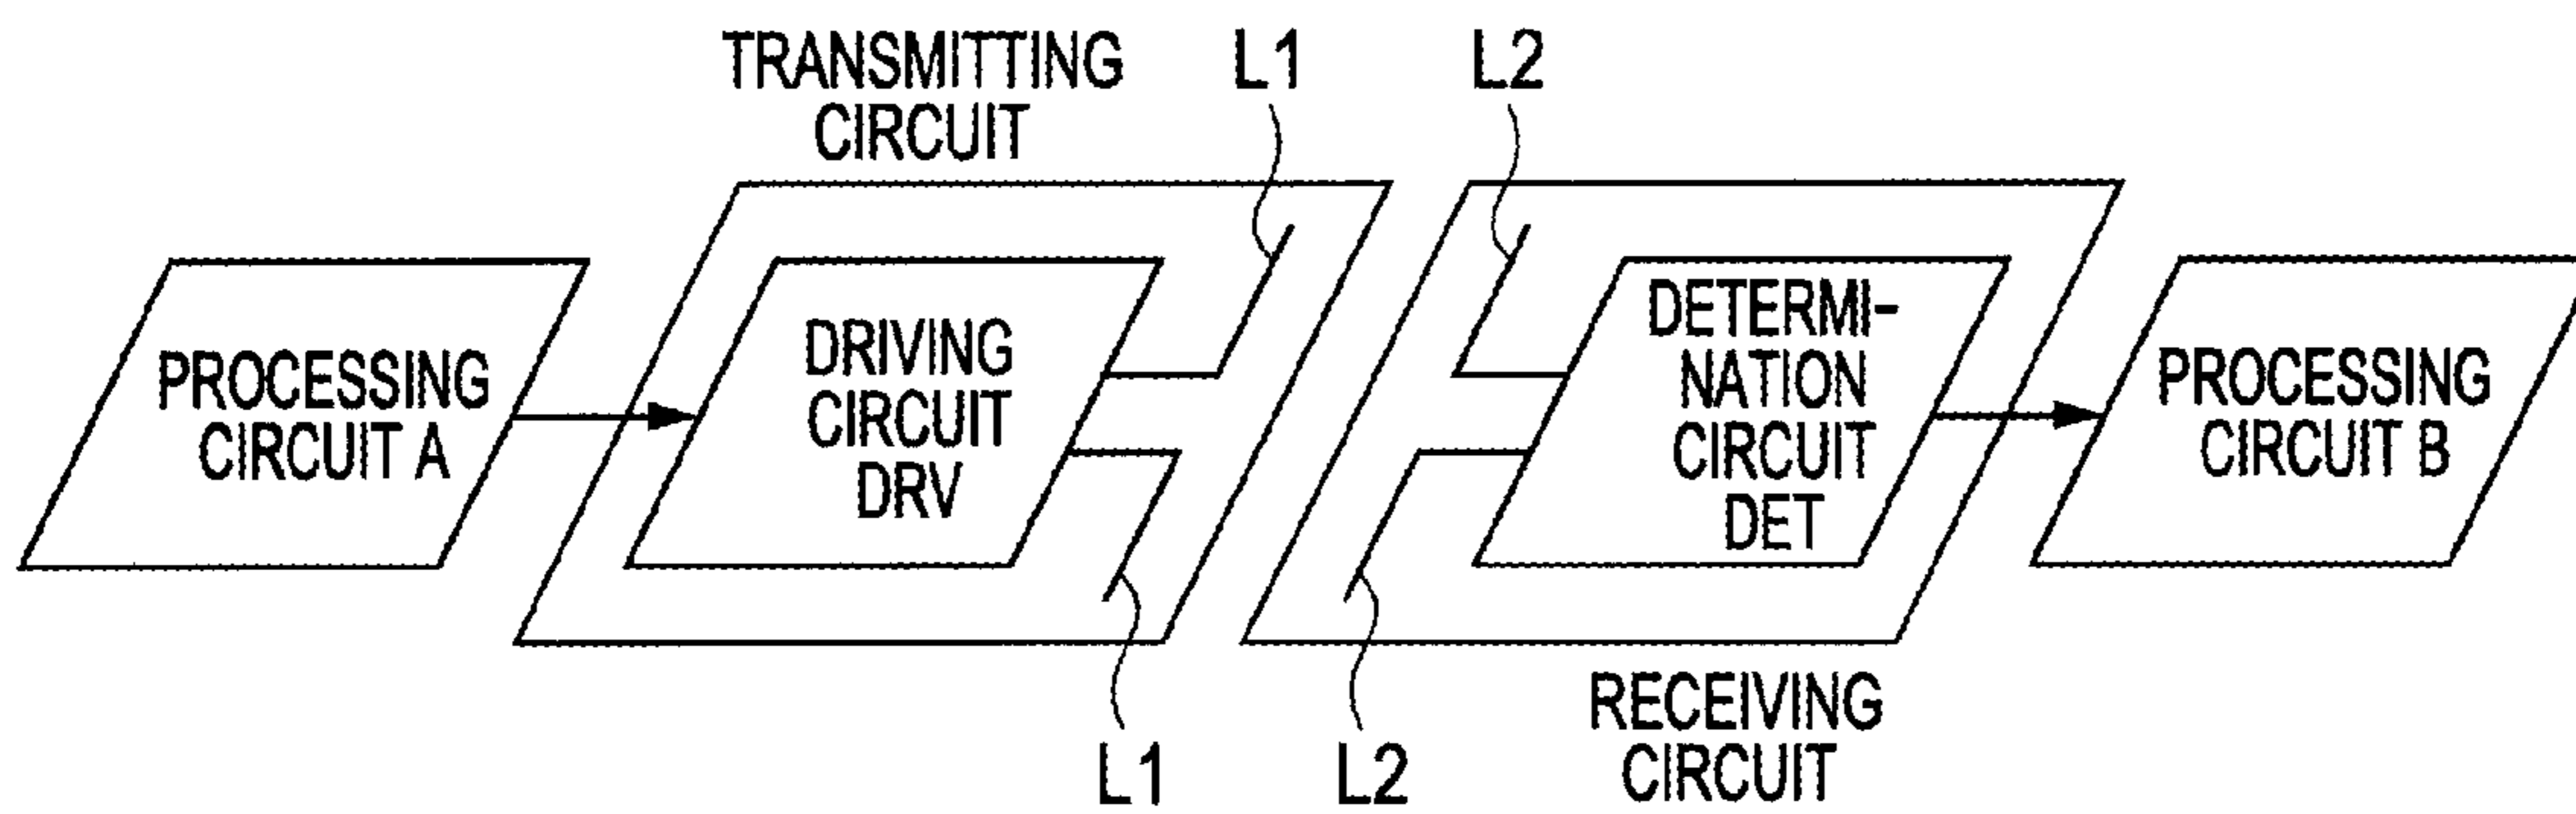 TRANSMITTING
CIRCUIT
L1
L2
PROCESSING
CIRCUIT A
DRIVING
CIRCUIT
DRV
DETERMI-
NATION
CIRCUIT
DET
PROCESSING
CIRCUIT B
L1
L2
RECEIVING
CIRCUIT